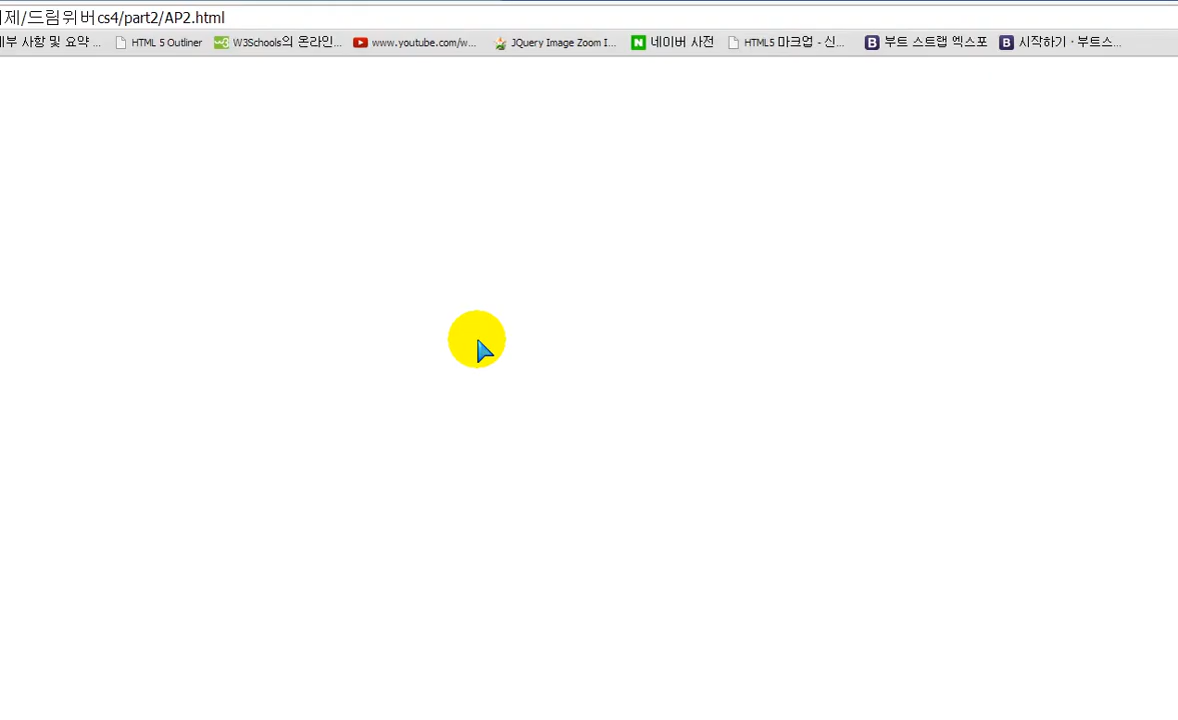 제/드림위버cs4/part2/AP2.html
세부 사항 및 요약 ... HTML 5 Outliner W3Schools의 온라인... www.youtube.com/w... JQuery Image Zoom I... 네이버 사전 HTML5 마크업 - 신... 부트 스트랩 엑스포 시작하기 · 부트스...